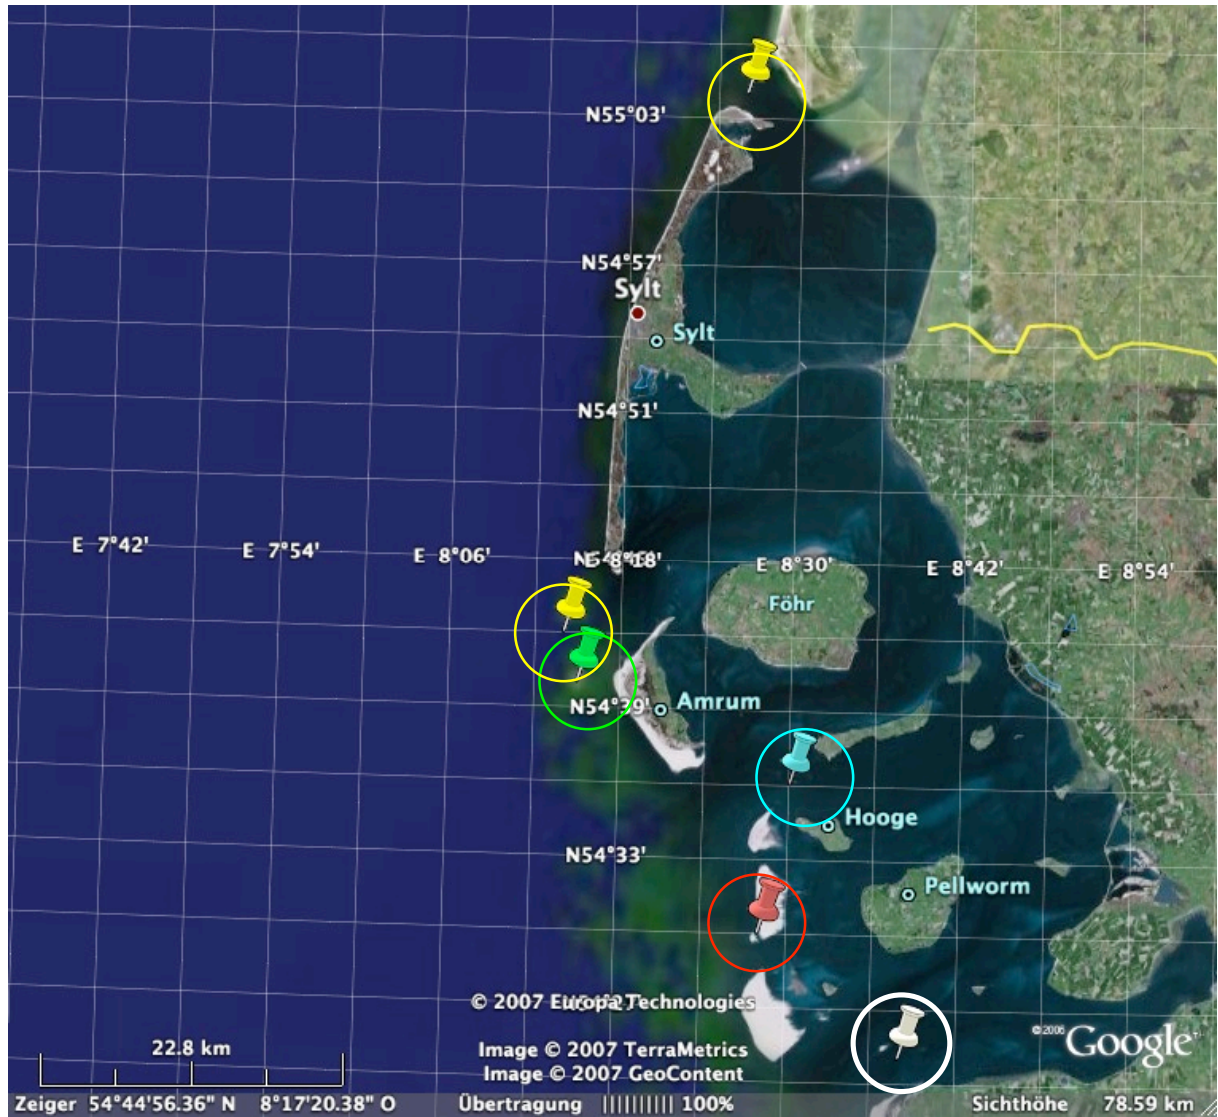 N55°03'
N54°57'
Sylt
Sylt
N54°51'
E 7°42'
E 7°54'
E 8°06'
E 8°18'
E 8°30'
E 8°42'
E 8°54'
Föhr
N54°39'
Amrum
Hooge
N54°33'
Pellworm
© 2007 Europa Technologies
22.8 km
Image © 2007 TerraMetrics
Image © 2007 GeoContent
©2006 Google
Zeiger 54°44'56.36" N 8°17'20.38" O Übertragung 100% Sichthöhe 78.59 km